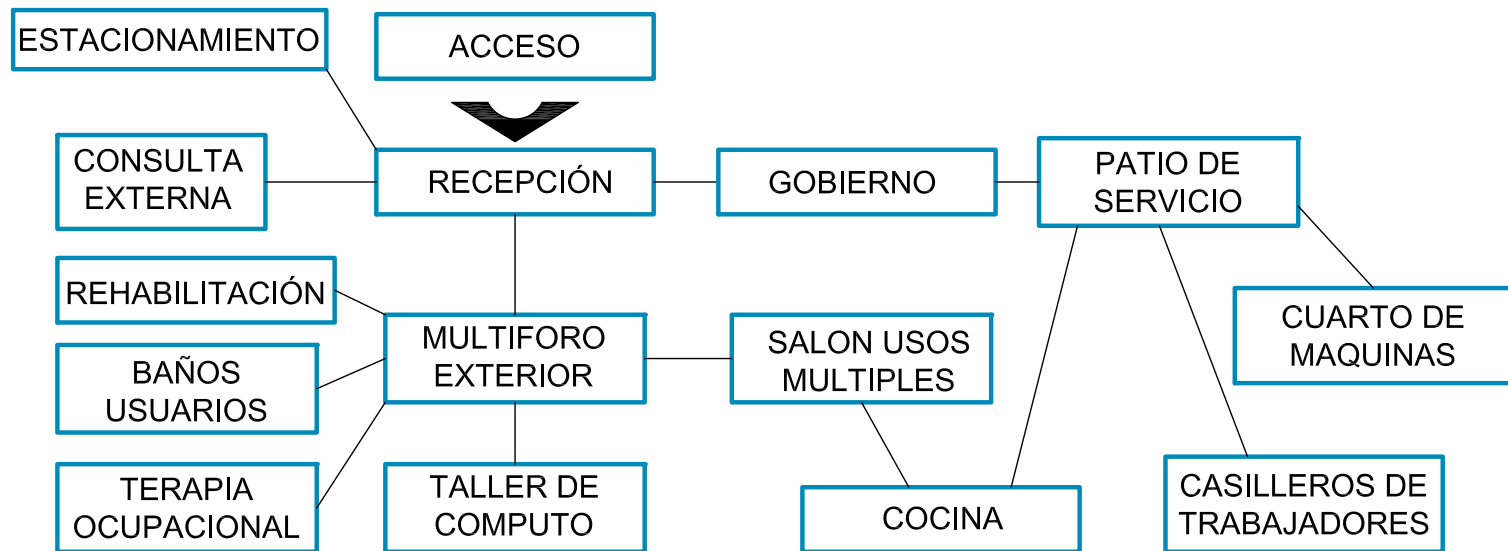 ESTACIONAMIENTO
ACCESO
CONSULTA
EXTERNA
RECEPCIÓN
GOBIERNO
PATIO DE
SERVICIO
REHABILITACIÓN
MULTIFORO
EXTERIOR
SALON USOS
MULTIPLES
CUARTO DE
MAQUINAS
BAÑOS
USUARIOS
TERAPIA
OCUPACIONAL
TALLER DE
COMPUTO
COCINA
CASILLEROS DE
TRABAJADORES